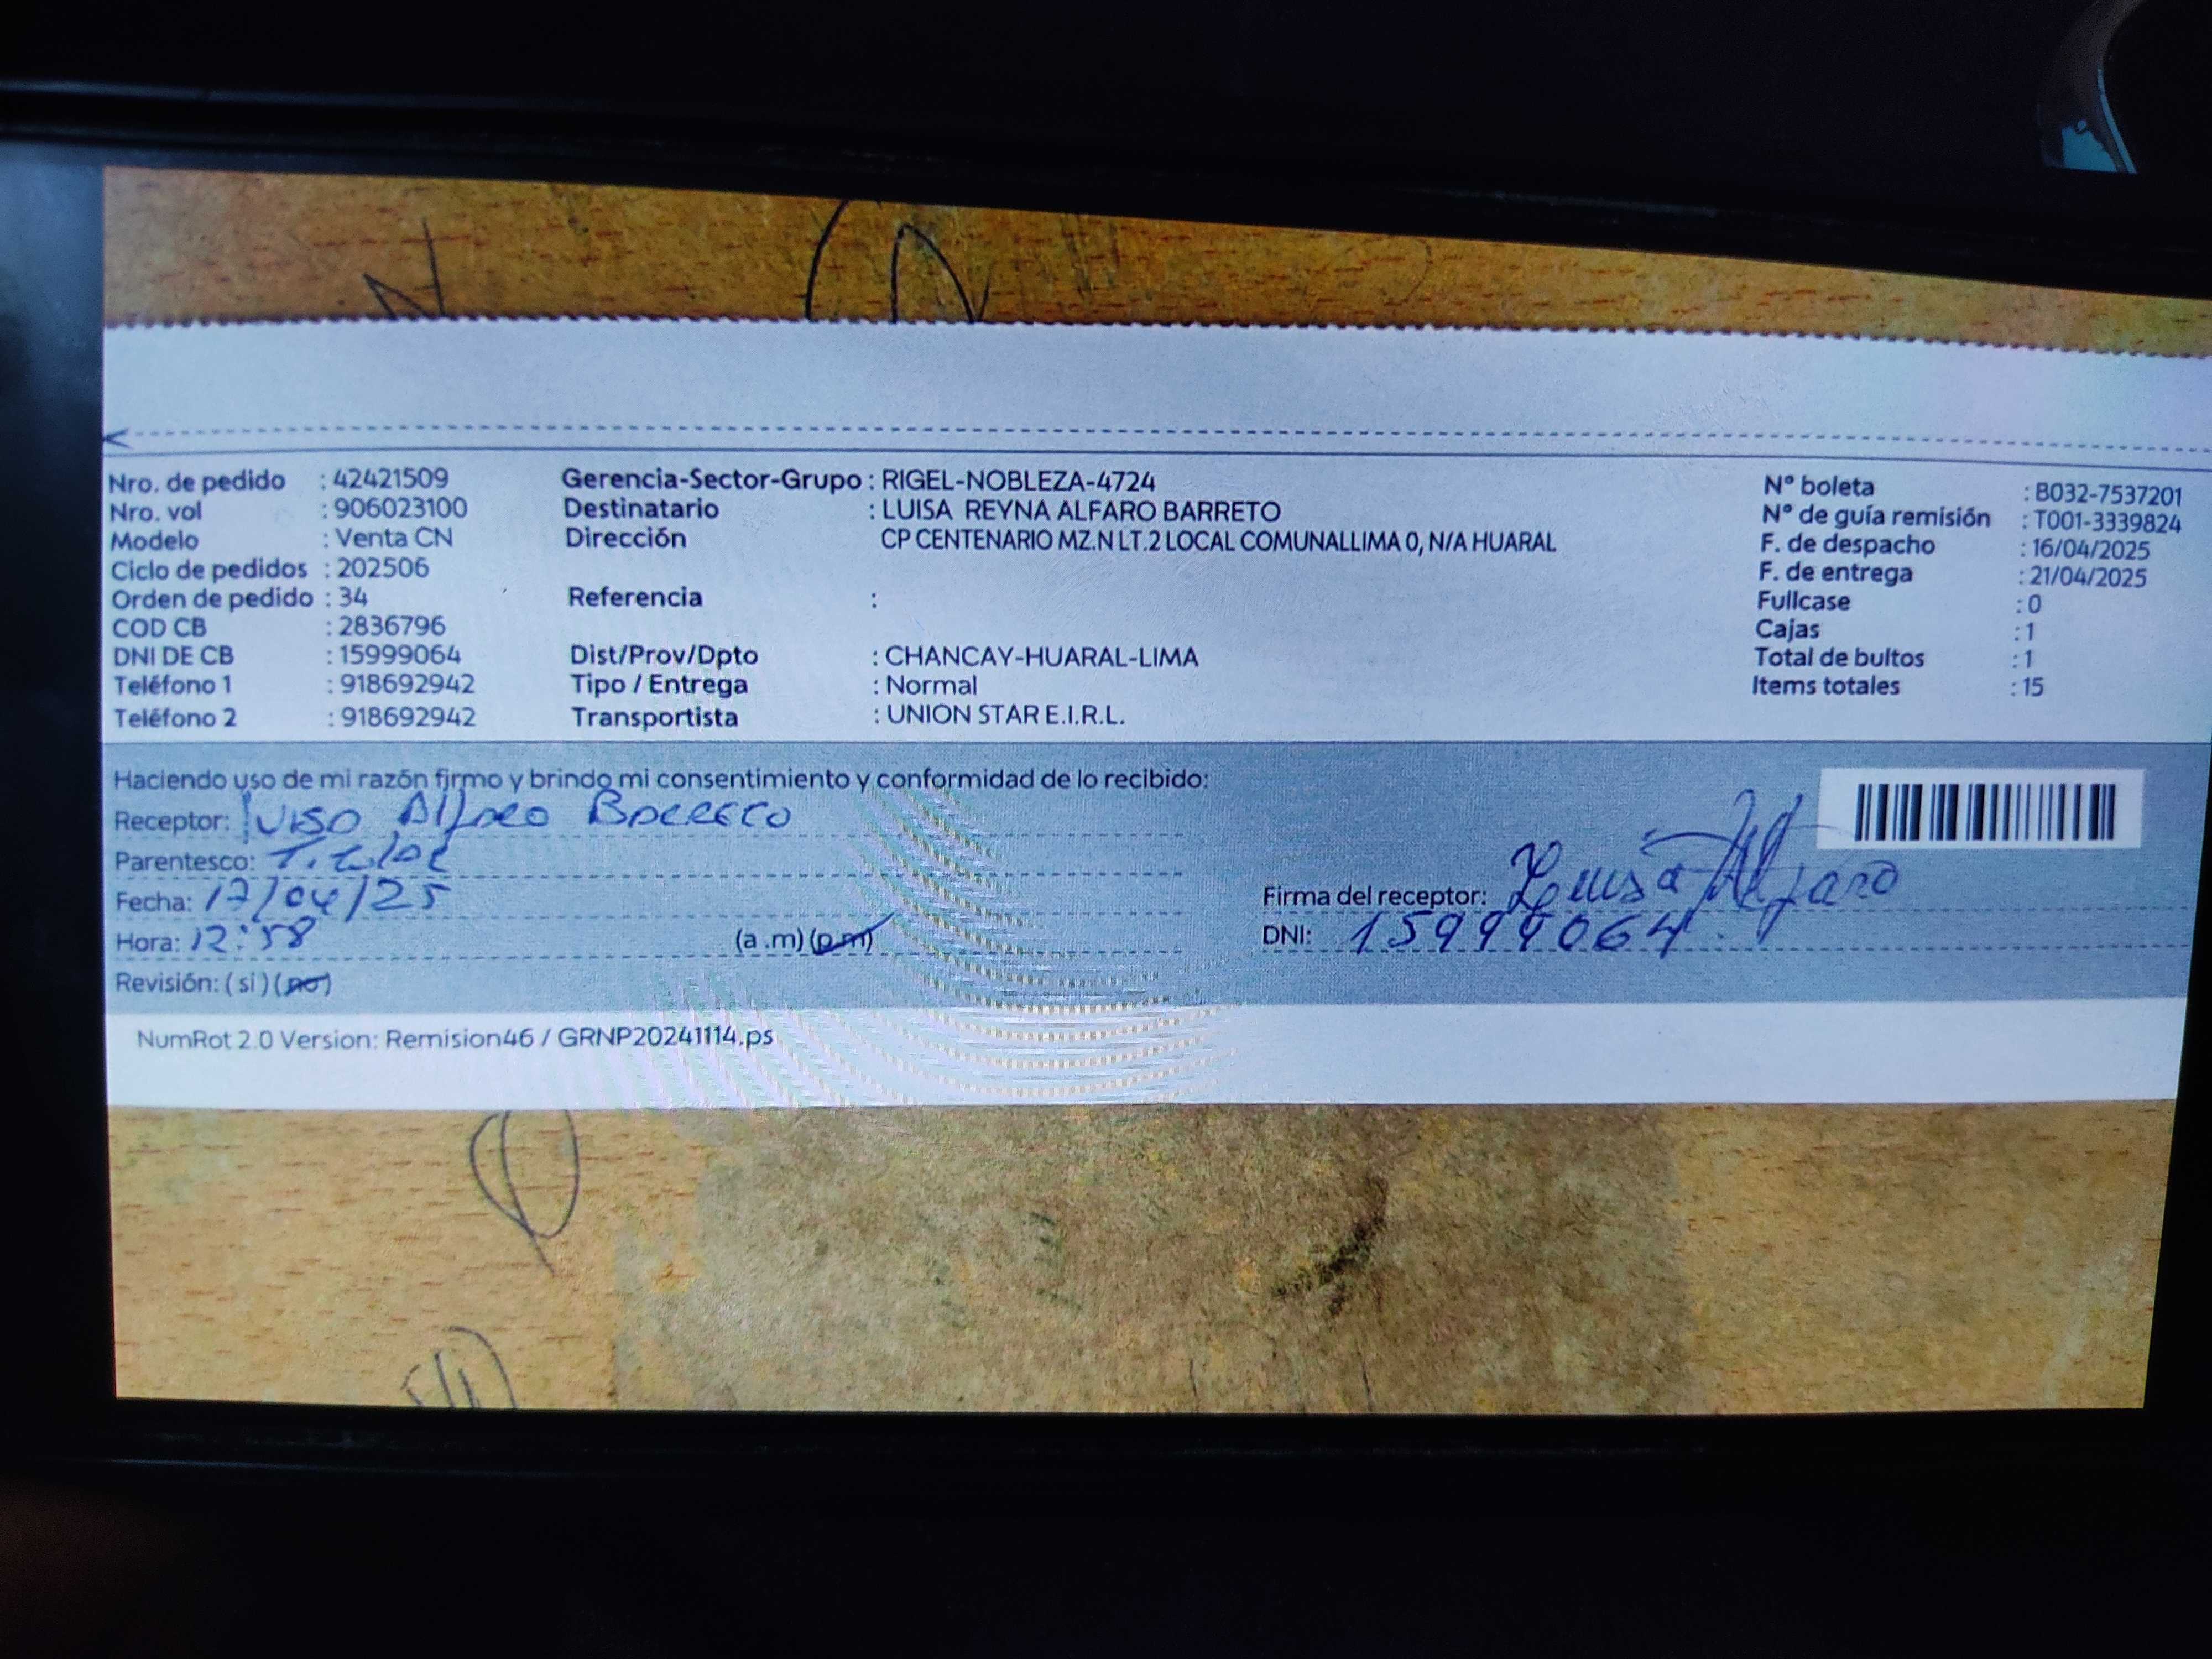 Nro. de pedido : 42421509 Gerencia-Sector-Grupo : RIGEL-NOBLEZA-4724 N° boleta : B032-7537201
Nro. vol : 906023100 Destinatario : LUISA REYNA ALFARO BARRETO N° de guía remisión : T001-3339824
Modelo : Venta CN Dirección CP CENTENARIO MZ.N LT.2 LOCAL COMUNALLIMA 0, N/A HUARAL F. de despacho : 16/04/2025
Ciclo de pedidos : 202506 F. de entrega : 21/04/2025
Orden de pedido : 34 Referencia : Fullcase : 0
COD CB : 2836796 Cajas : 1
DNI DE CB : 15999064 Dist/Prov/Dpto : CHANCAY-HUARAL-LIMA Total de bultos : 1
Teléfono 1 : 918692942 Tipo / Entrega : Normal Items totales : 15
Teléfono 2 : 918692942 Transportista : UNION STAR E.I.R.L.
Haciendo uso de mi razón firmo y brindo mi consentimiento y conformidad de lo recibido:
Receptor: Luisa Alfaro Barreto
Parentesco: Titular
Fecha: 17/04/25 Firma del receptor: Luisa Alfaro
Hora: 12:58 (a .m) (p.m) DNI: 15999064
Revisión: ( si ) (no)
NumRot 2.0 Version: Remision46 / GRNP20241114.ps